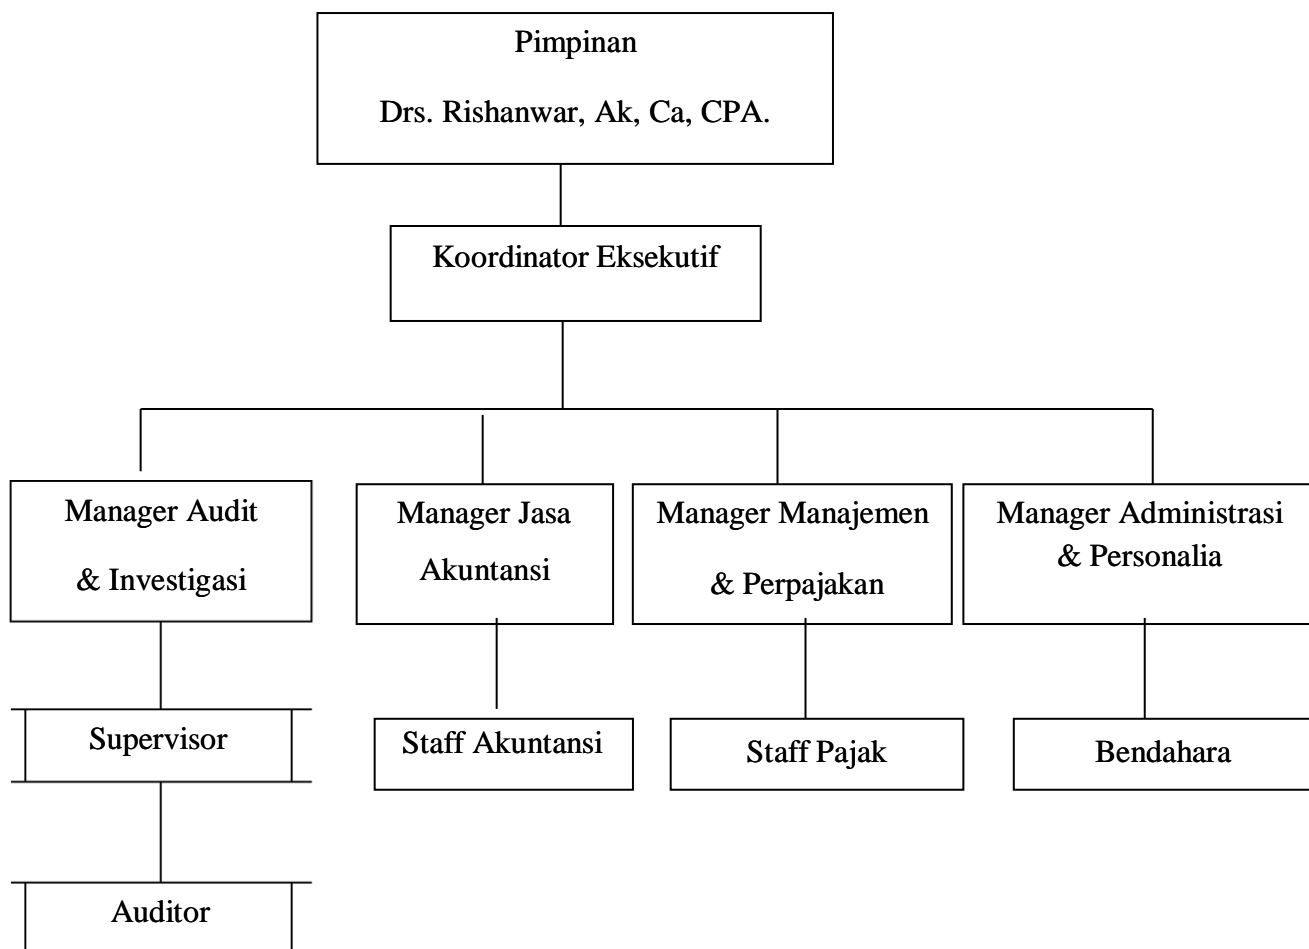 Pimpinan
Drs. Rishanwar, Ak, Ca, CPA.
Koordinator Eksekutif
Manager Audit
& Investigasi
Manager Jasa
Akuntansi
Manager Manajemen
& Perpajakan
Manager Administrasi
& Personalia
Supervisor
Staff Akuntansi
Staff Pajak
Bendahara
Auditor